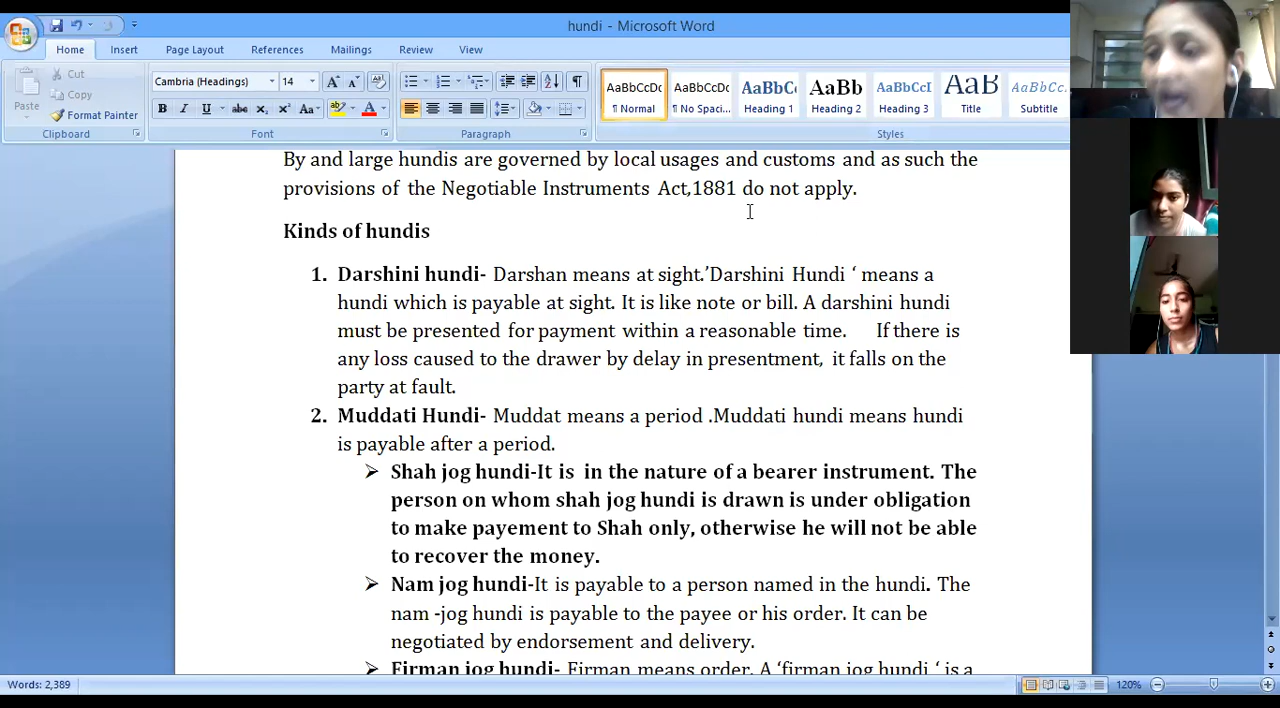 hundi - Microsoft Word
Home Insert Page Layout References Mailings Review View
Cut
Copy
Format Painter
Paste
Clipboard
Cambria (Headings) 14
Font
Paragraph
AaBbCcDc AaBbCcDc AaBbCc AaBbC AaBbCcI AaB AaBbCcL
¶ Normal ¶ No Spaci... Heading 1 Heading 2 Heading 3 Title Subtitle
Styles
By and large hundis are governed by local usages and customs and as such the
provisions of the Negotiable Instruments Act,1881 do not apply.
Kinds of hundis
1. Darshini hundi- Darshan means at sight.’Darshini Hundi ‘ means a
hundi which is payable at sight. It is like note or bill. A darshini hundi
must be presented for payment within a reasonable time. If there is
any loss caused to the drawer by delay in presentment, it falls on the
party at fault.
2. Muddati Hundi- Muddat means a period .Muddati hundi means hundi
is payable after a period.
➢ Shah jog hundi-It is in the nature of a bearer instrument. The
person on whom shah jog hundi is drawn is under obligation
to make payement to Shah only, otherwise he will not be able
to recover the money.
➢ Nam jog hundi-It is payable to a person named in the hundi. The
nam -jog hundi is payable to the payee or his order. It can be
negotiated by endorsement and delivery.
➢ Firman jog hundi- Firman means order. A ‘firman jog hundi ‘ is a
Words: 2,389
120%